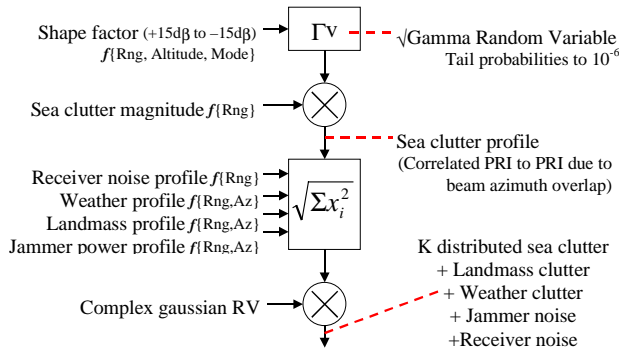 Shape factor (+15dβ to –15dβ)
f{Rng, Altitude, Mode}
Γv
√Gamma Random Variable
Tail probabilities to 10⁻⁶
Sea clutter magnitude f{Rng}
Sea clutter profile
(Correlated PRI to PRI due to
beam azimuth overlap)
Receiver noise profile f{Rng}
Weather profile f{Rng,Az}
Landmass profile f{Rng,Az}
Jammer power profile f{Rng,Az}
√Σx_i^2
Complex gaussian RV
K distributed sea clutter
+ Landmass clutter
+ Weather clutter
+ Jammer noise
+Receiver noise